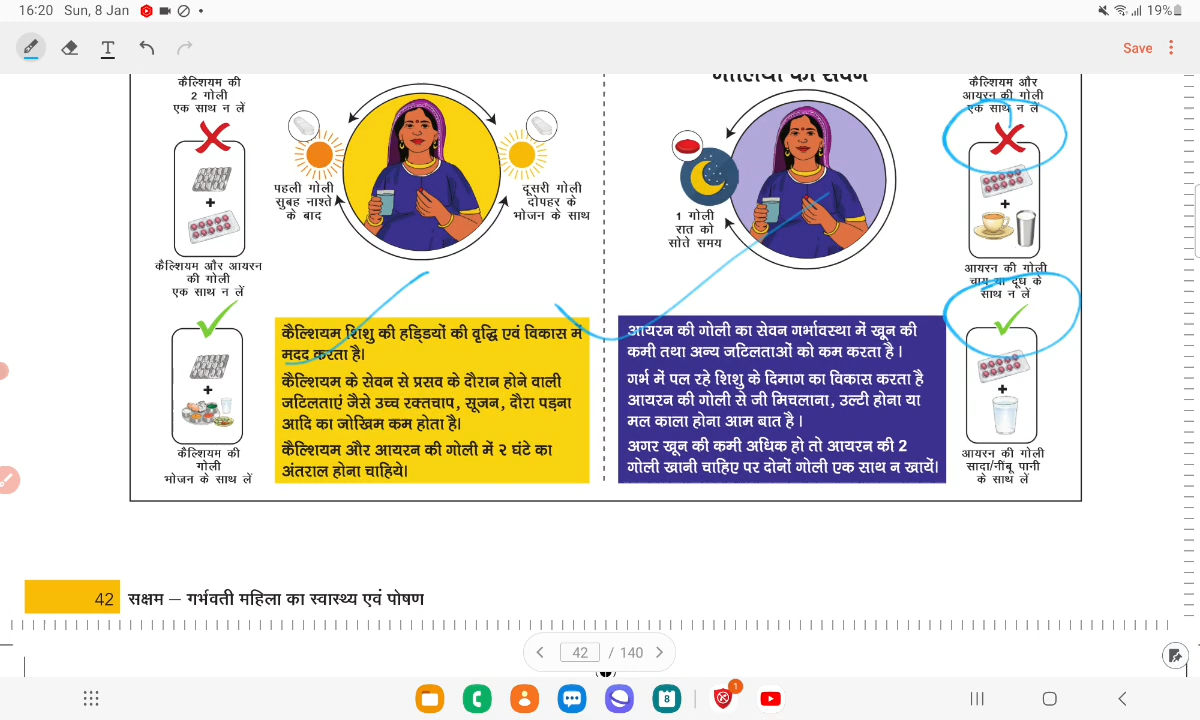 16:20 Sun, 8 Jan
19%
T
Save
कैल्शियम की
2 गोली
एक साथ न लें
कैल्शियम और आयरन
की गोली
एक साथ न लें
कैल्शियम की
गोली
भोजन के साथ लें
पहली गोली
सुबह नाश्ते
के बाद
दूसरी गोली
दोपहर के
भोजन के साथ
कैल्शियम शिशु की हड्डियों की वृद्धि एवं विकास में
मदद करता है।
कैल्शियम के सेवन से प्रसव के दौरान होने वाली
जटिलताएं जैसे उच्च रक्तचाप, सूजन, दौरा पड़ना
आदि का जोखिम कम होता है।
कैल्शियम और आयरन की गोली में २ घंटे का
अंतराल होना चाहिये।
गोलियों का सेवन
1 गोली
रात को
सोते समय
आयरन की गोली का सेवन गर्भावस्था में खून की
कमी तथा अन्य जटिलताओं को कम करता है ।
गर्भ में पल रहे शिशु के दिमाग का विकास करता है
आयरन की गोली से जी मिचलाना, उल्टी होना या
मल काला होना आम बात है ।
अगर खून की कमी अधिक हो तो आयरन की 2
गोली खानी चाहिए पर दोनों गोली एक साथ न खायें।
कैल्शियम और
आयरन की गोली
एक साथ न लें
आयरन की गोली
चाय या दूध के
साथ न लें
आयरन की गोली
सादा/नींबू पानी
के साथ लें
42 सक्षम – गर्भवती महिला का स्वास्थ्य एवं पोषण
42 / 140
8
1